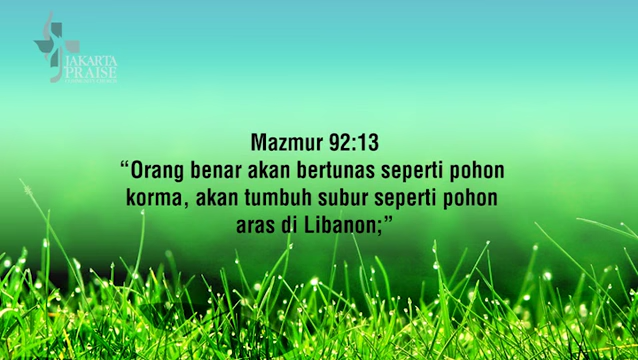 JAKARTA
PRAISE
Mazmur 92:13
“Orang benar akan bertunas seperti pohon
korma, akan tumbuh subur seperti pohon
aras di Libanon;”